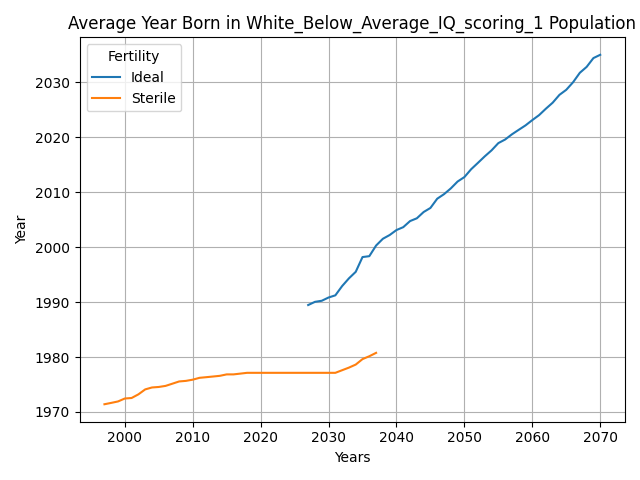 Average Year Born in White_Below_Average_IQ_scoring_1 Population
Fertility
Ideal
Sterile
Year
2030
2020
2010
2000
1990
1980
1970
2000 2010 2020 2030 2040 2050 2060 2070
Years